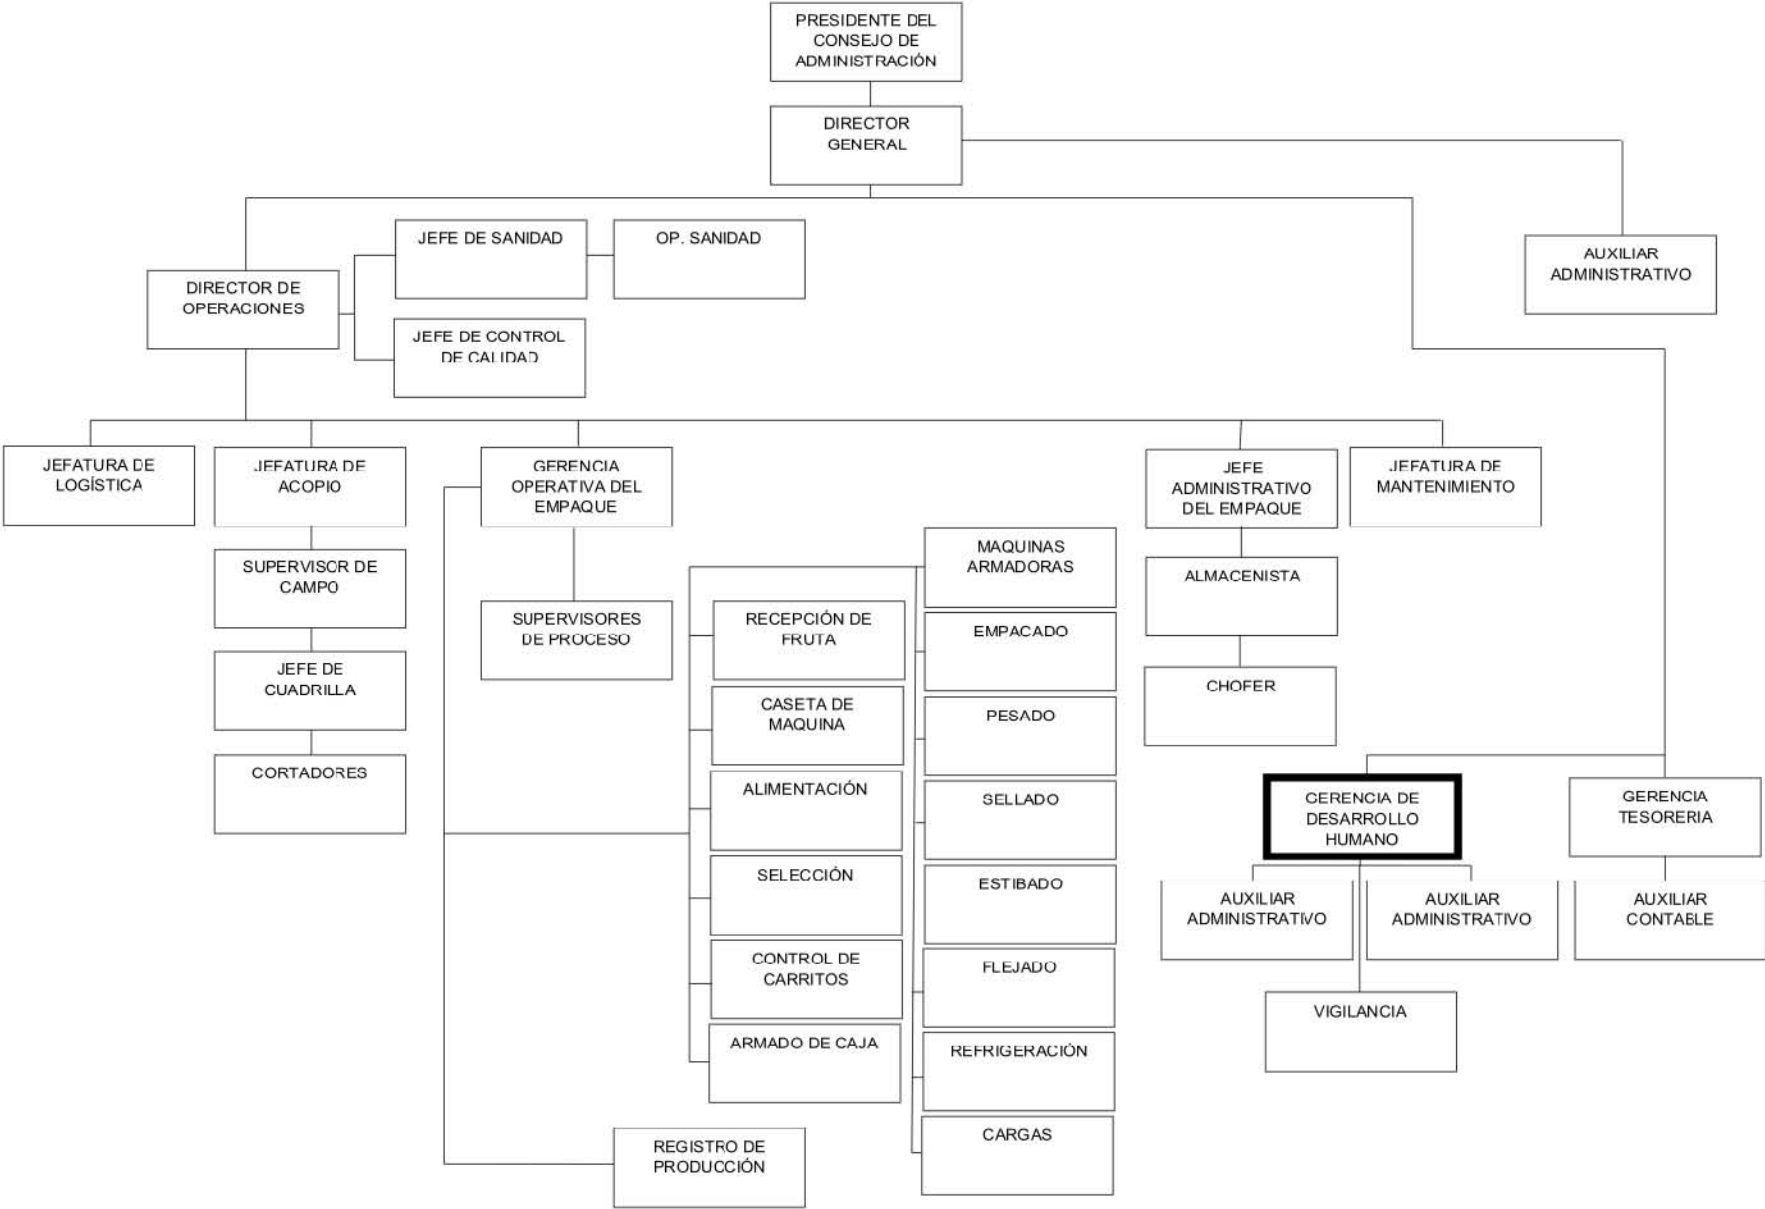 PRESIDENTE DEL
CONSEJO DE
ADMINISTRACIÓN
DIRECTOR
GENERAL
AUXILIAR
ADMINISTRATIVO
JEFE DE SANIDAD
OP. SANIDAD
DIRECTOR DE
OPERACIONES
JEFE DE CONTROL
DE CALIDAD
JEFATURA DE
LOGÍSTICA
JEFATURA DE
ACOPIO
GERENCIA
OPERATIVA DEL
EMPAQUE
JEFE
ADMINISTRATIVO
DEL EMPAQUE
JEFATURA DE
MANTENIMIENTO
SUPERVISOR DE
CAMPO
JEFE DE
CUADRILLA
CORTADORES
SUPERVISORES
DE PROCESO
RECEPCIÓN DE
FRUTA
CASETA DE
MAQUINA
ALIMENTACIÓN
SELECCIÓN
CONTROL DE
CARRITOS
ARMADO DE CAJA
REGISTRO DE
PRODUCCIÓN
MAQUINAS
ARMADORAS
EMPACADO
PESADO
SELLADO
ESTIBADO
FLEJADO
REFRIGERACIÓN
CARGAS
ALMACENISTA
CHOFER
GERENCIA DE
DESARROLLO
HUMANO
GERENCIA
TESORERIA
AUXILIAR
ADMINISTRATIVO
AUXILIAR
ADMINISTRATIVO
AUXILIAR
CONTABLE
VIGILANCIA